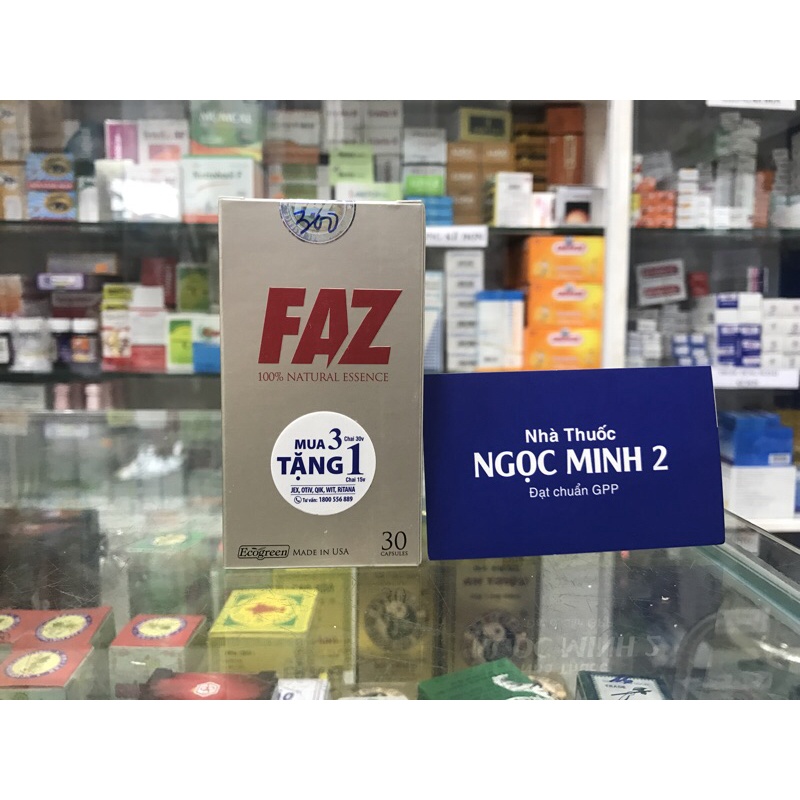 300
FAZ
100% NATURAL ESSENCE
MUA 3 Chai 30v
TẶNG 1
Chai 15v
JEX, OTIV, QIK, WIT, RITANA
Tư vấn: 1800 556 889
Ecogreen MADE IN USA
30
CAPSULES
Nhà Thuốc
NGỌC MINH 2
Đạt chuẩn GPP